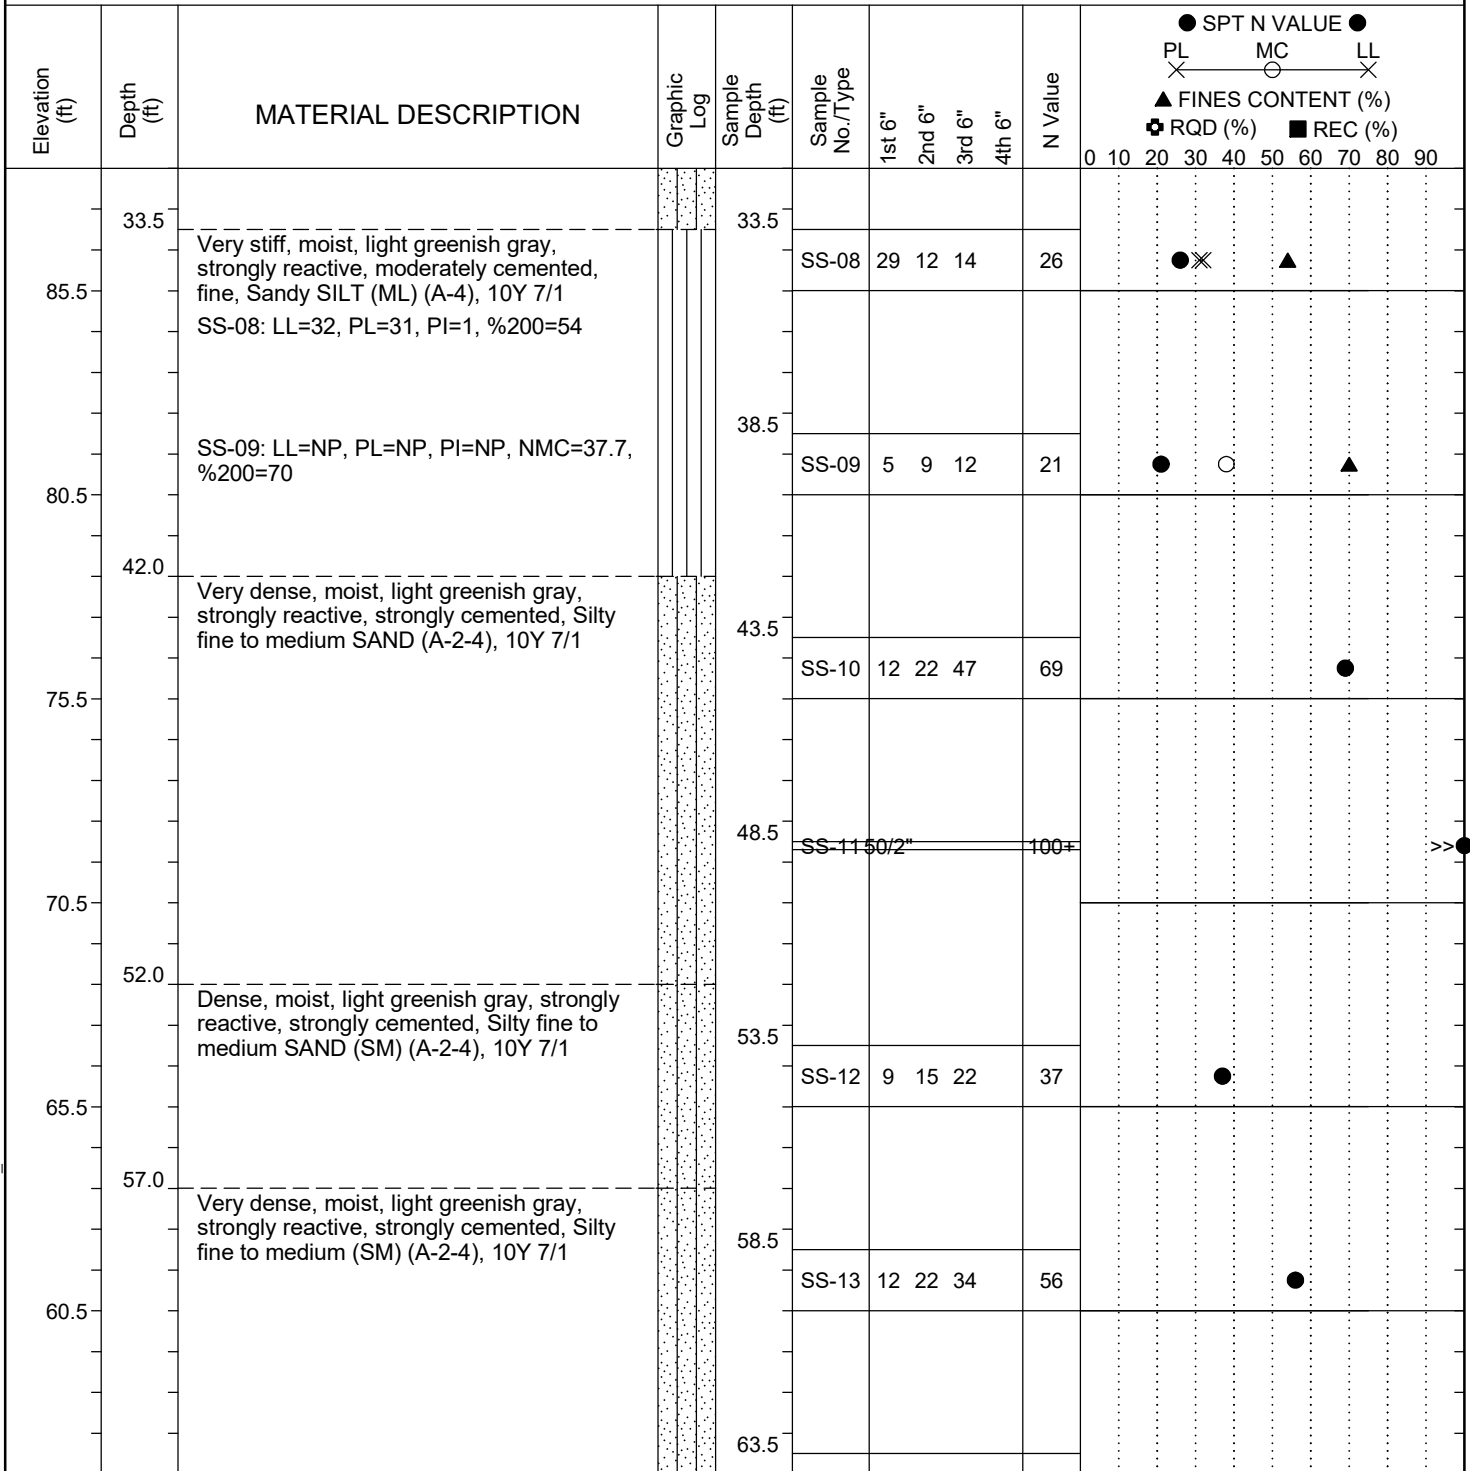 Elevation (ft)
Depth (ft)
MATERIAL DESCRIPTION
Graphic Log
Sample Depth (ft)
Sample No./Type
1st 6"
2nd 6"
3rd 6"
4th 6"
N Value
SPT N VALUE
PL MC LL
FINES CONTENT (%)
RQD (%) REC (%)
0 10 20 30 40 50 60 70 80 90
33.5 33.5
Very stiff, moist, light greenish gray,
strongly reactive, moderately cemented,
fine, Sandy SILT (ML) (A-4), 10Y 7/1
SS-08 29 12 14 26
85.5
SS-08: LL=32, PL=31, PI=1, %200=54
38.5
SS-09: LL=NP, PL=NP, PI=NP, NMC=37.7,
%200=70
SS-09 5 9 12 21
80.5
42.0
Very dense, moist, light greenish gray,
strongly reactive, strongly cemented, Silty
fine to medium SAND (A-2-4), 10Y 7/1
43.5
SS-10 12 22 47 69
75.5
48.5
SS-11 50/2" 100+ >>
70.5
52.0
Dense, moist, light greenish gray, strongly
reactive, strongly cemented, Silty fine to
medium SAND (SM) (A-2-4), 10Y 7/1
53.5
SS-12 9 15 22 37
65.5
57.0
Very dense, moist, light greenish gray,
strongly reactive, strongly cemented, Silty
fine to medium (SM) (A-2-4), 10Y 7/1
58.5
SS-13 12 22 34 56
60.5
63.5